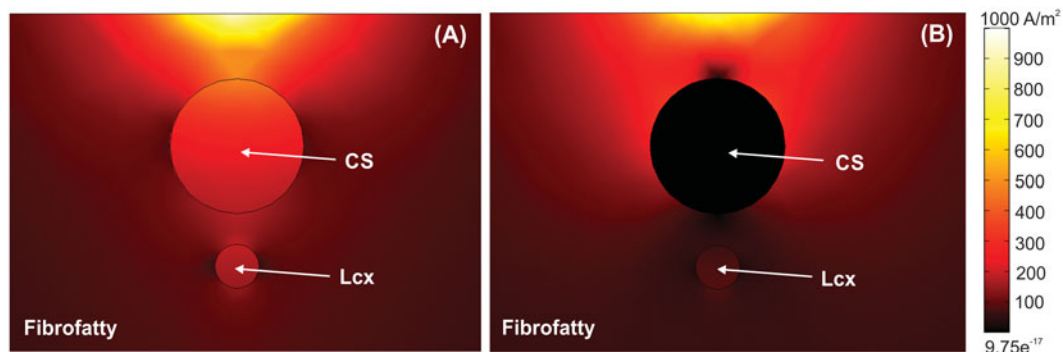 (A)
CS
Lcx
Fibrofatty
(B)
CS
Lcx
Fibrofatty
1000 A/m²
900
800
700
600
500
400
300
200
100
9.75e⁻¹⁷